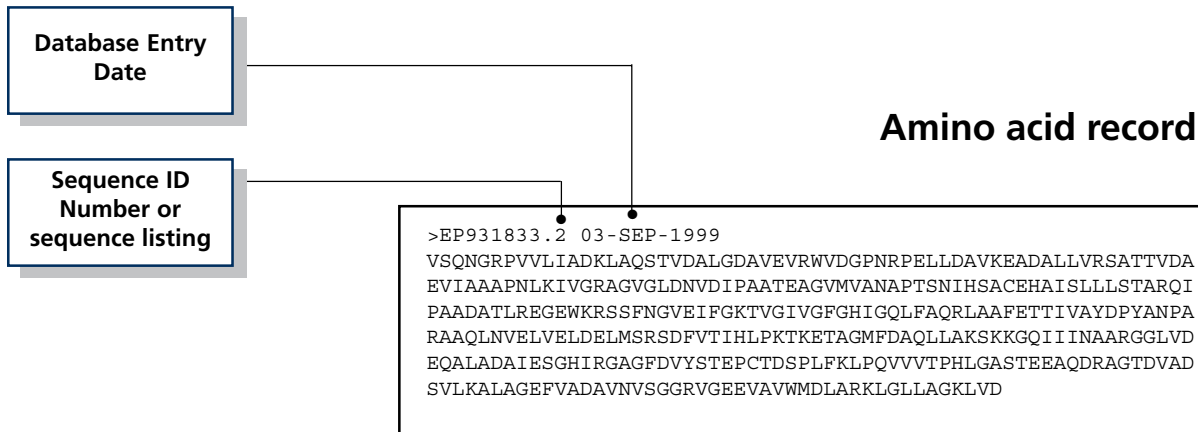 Database Entry
Date
Amino acid record
Sequence ID
Number or
sequence listing
>EP931833.2 03-SEP-1999
VSQNGRPVVLIADKLAQSTVDALGDAVEVRWVDGPNRPELLDAVKEADALLVRSATTVDA
EVIAAAPNLKIVGRAGVGLDNVDIPAATEAGVMVANAPTSNIHSACEHAISLLLSTARQI
PAADATLREGEWKRSSFNGVEIFGKTVGIVGFGHIGQLFAQRLAAFETTIVAYDPYANPA
RAAQLNVELVELDELMSRSDFVTIHLPKTKETAGMFDAQLLAKSKKGQIIINAARGGLVD
EQALADAIESGHIRGAGFDVYSTEPCTDSPLFKLPQVVVTPHLGASTEEAQDRAGTDVAD
SVLKALAGEFVADAVNVSGGRVGEEVAVWMDLARKLGLLAGKLVD